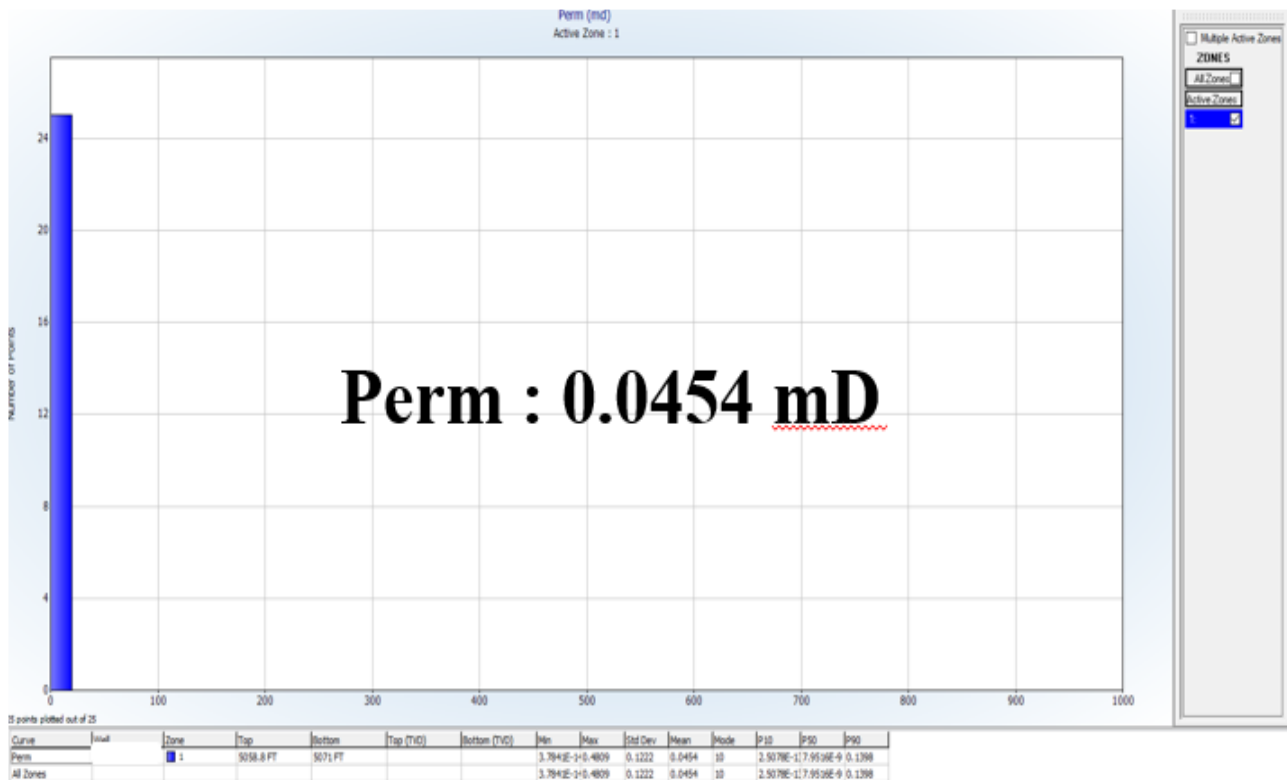 Perm (md)
Active Zone : 1
Multiple Active Zones
ZONES
All Zones
Active Zones
1:
24
20
16
12
8
4
0
Number of Points
Perm : 0.0454 mD
0 100 200 300 400 500 600 700 800 900 1000
25 points plotted out of 25
Curve Well Zone Top Bottom Top (TVD) Bottom (TVD) Min Max Std Dev Mean Mode P10 P50 P90
Perm 1 5058.8 FT 5071 FT 0.4809 0.1222 0.0454 10 0.1398
All Zones 0.4809 0.1222 0.0454 10 0.1398